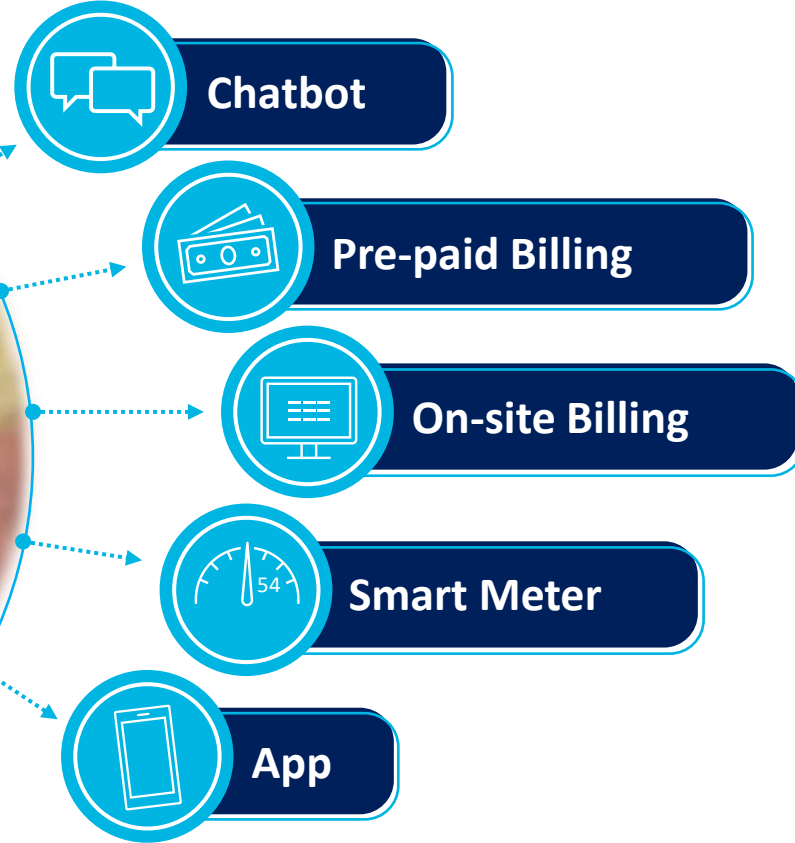 Chatbot
Pre-paid Billing
On-site Billing
54
Smart Meter
App